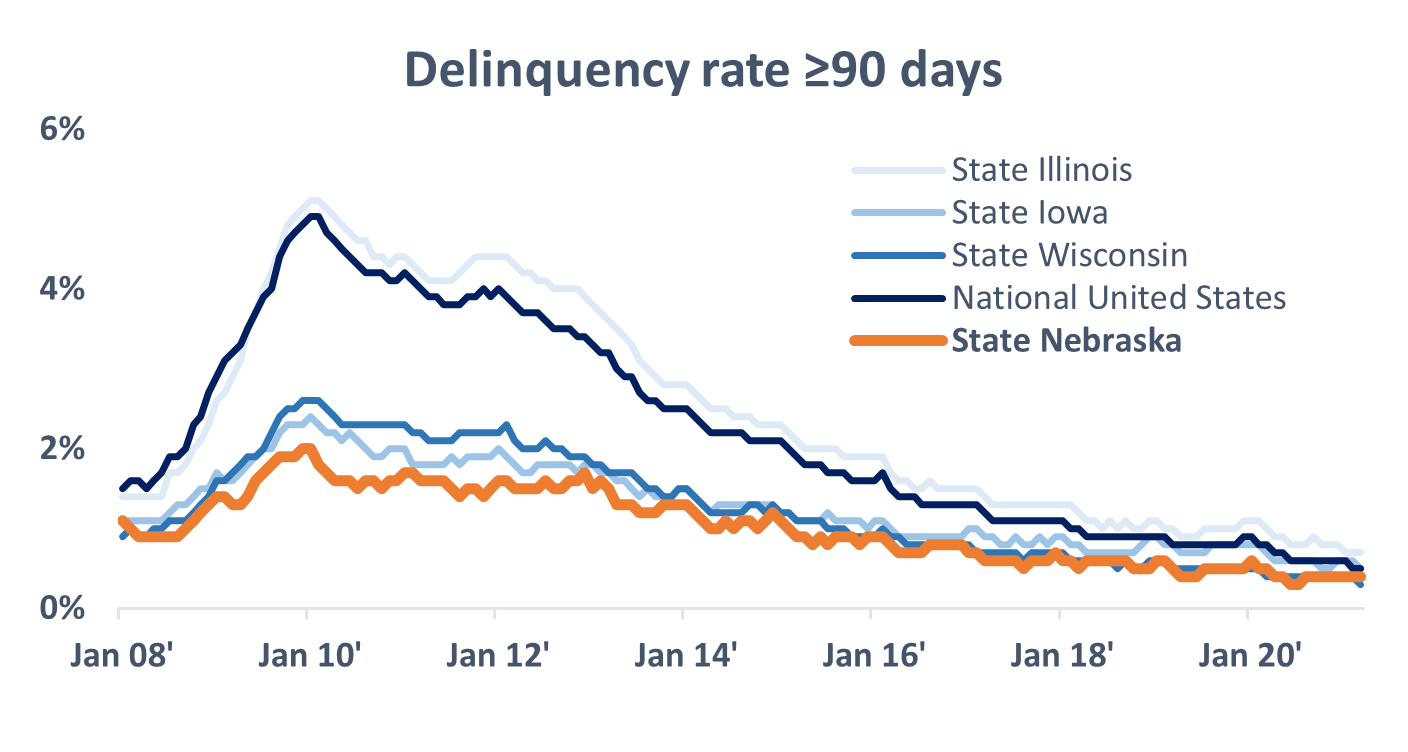 Delinquency rate ≥90 days
6%
State Illinois
State Iowa
State Wisconsin
4%
National United States
State Nebraska
2%
0%
Jan 08' Jan 10' Jan 12' Jan 14' Jan 16' Jan 18' Jan 20'